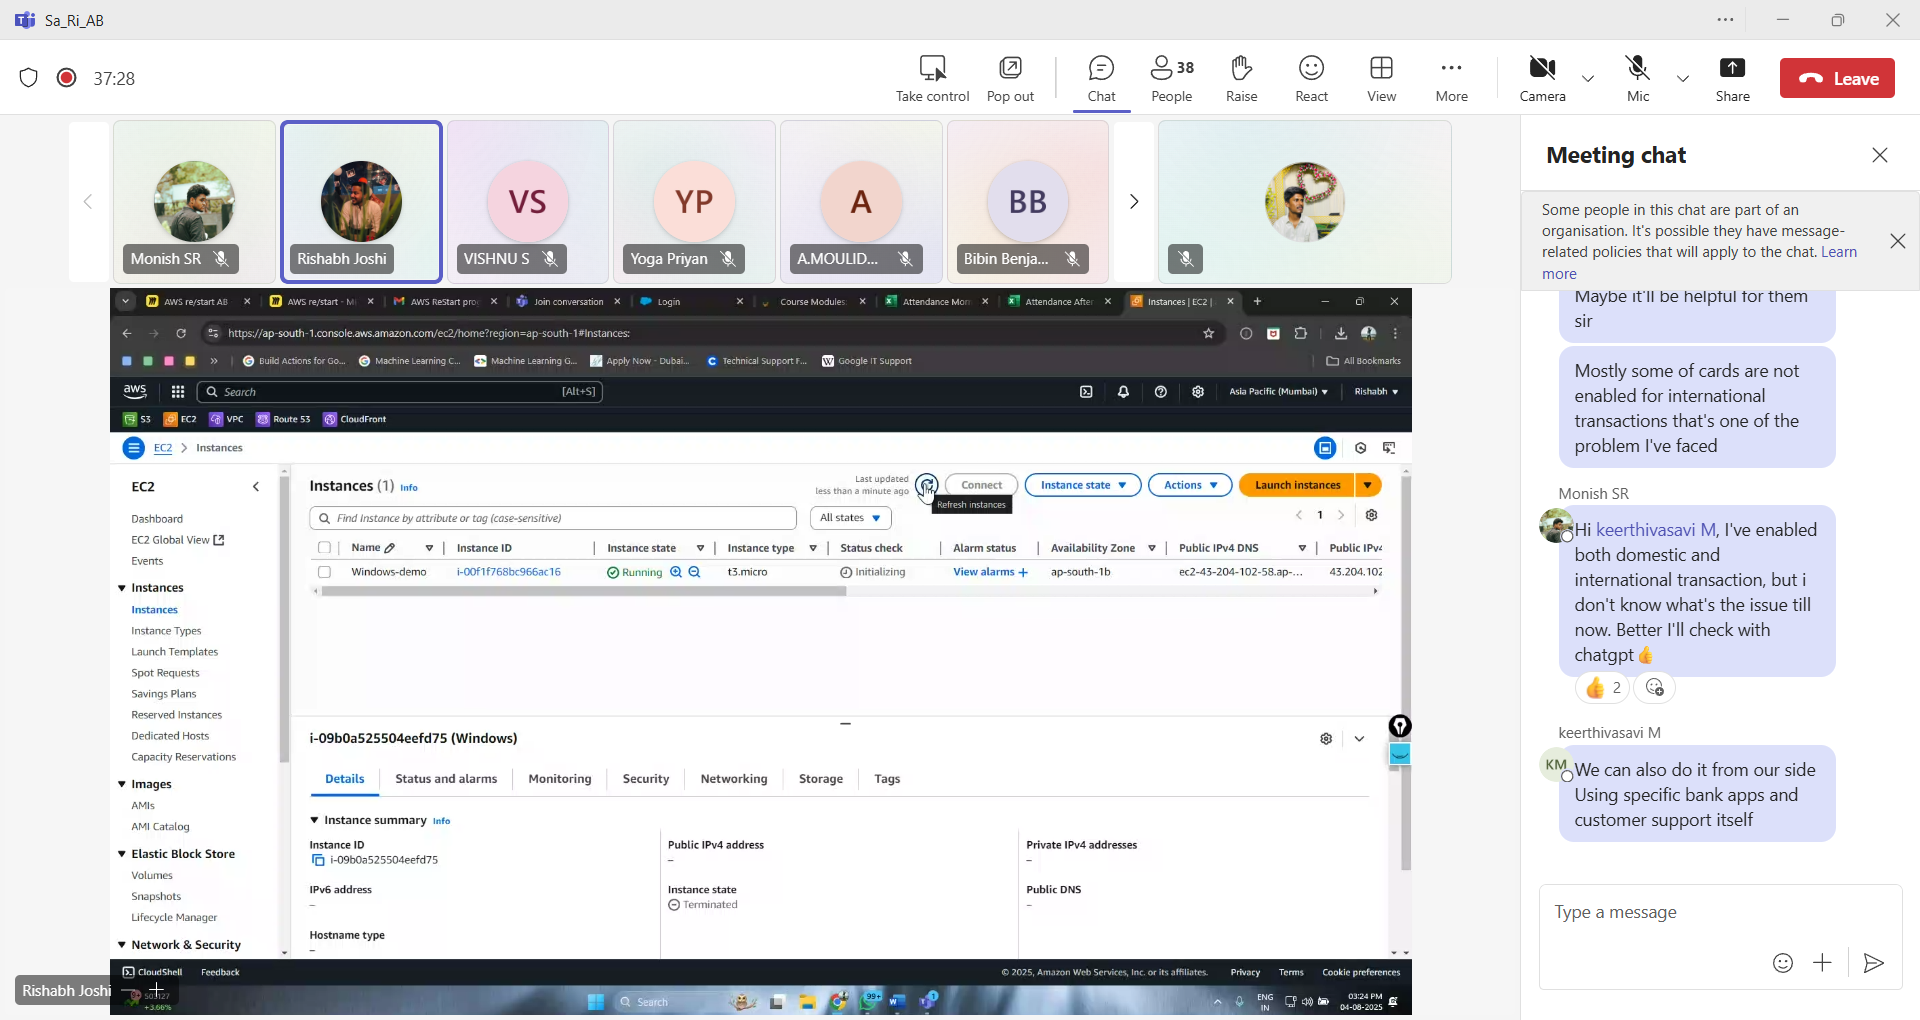 Sa_Ri_AB
37:28
Take control
Pop out
Chat
38
People
Raise
React
View
More
Camera
Mic
Share
Leave
Monish SR
Rishabh Joshi
VS
VISHNU S
YP
Yoga Priyan
A
A.MOULID...
BB
Bibin Benja...
AWS re/start AB
AWS re/start - Mi
AWS ReStart pro
Join conversation
Login
Course Modules:
Attendance Mor
Attendance After
Instances | EC2 |
https://ap-south-1.console.aws.amazon.com/ec2/home?region=ap-south-1#Instances:
Build Actions for Go...
Machine Learning C...
Machine Learning G...
Apply Now - Dubai...
Technical Support F...
Google IT Support
All Bookmarks
aws
Search
[Alt+S]
Asia Pacific (Mumbai)
Rishabh
S3
EC2
VPC
Route 53
CloudFront
EC2 > Instances
EC2
Dashboard
EC2 Global View
Events
Instances
Instances
Instance Types
Launch Templates
Spot Requests
Savings Plans
Reserved Instances
Dedicated Hosts
Capacity Reservations
Images
AMIs
AMI Catalog
Elastic Block Store
Volumes
Snapshots
Lifecycle Manager
Network & Security
Instances (1) Info
Last updated
less than a minute ago
Connect
Instance state
Actions
Launch instances
Refresh instances
Find Instance by attribute or tag (case-sensitive)
All states
1
Name
Instance ID
Instance state
Instance type
Status check
Alarm status
Availability Zone
Public IPv4 DNS
Public IPv4
Windows-demo
i-00f1f768bc966ac16
Running
t3.micro
Initializing
View alarms +
ap-south-1b
ec2-43-204-102-58.ap-...
43.204.102
i-09b0a525504eefd75 (Windows)
Details
Status and alarms
Monitoring
Security
Networking
Storage
Tags
Instance summary Info
Instance ID
i-09b0a525504eefd75
Public IPv4 address
–
Private IPv4 addresses
–
IPv6 address
–
Instance state
Terminated
Public DNS
–
Hostname type
–
CloudShell
Feedback
© 2025, Amazon Web Services, Inc. or its affiliates.
Privacy
Terms
Cookie preferences
Rishabh Joshi
+3.66%
Search
99+
1
ENG
IN
03:24 PM
04-08-2025
Meeting chat
Some people in this chat are part of an
organisation. It's possible they have message-
related policies that will apply to the chat. Learn
more
Maybe it'll be helpful for them
sir
Mostly some of cards are not
enabled for international
transactions that's one of the
problem I've faced
Monish SR
Hi keerthivasavi M, I've enabled
both domestic and
international transaction, but i
don't know what's the issue till
now. Better I'll check with
chatgpt👍
👍 2
keerthivasavi M
KM
We can also do it from our side
Using specific bank apps and
customer support itself
Type a message